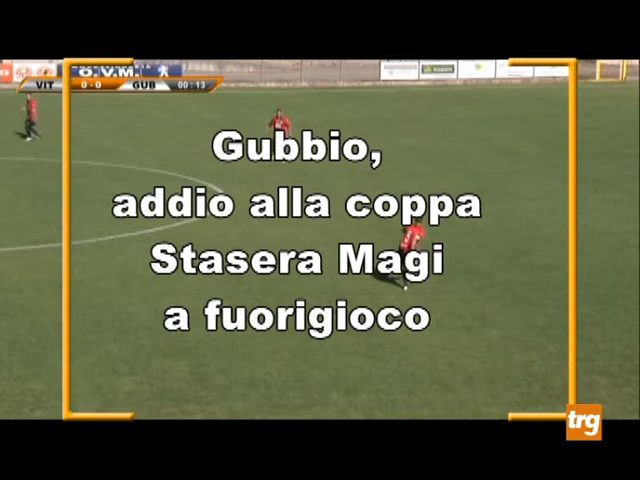 O.V.M.
VIT 0 - 0 GUB 00:13
Gubbio,
addio alla coppa
Stasera Magi
a fuorigioco
trg